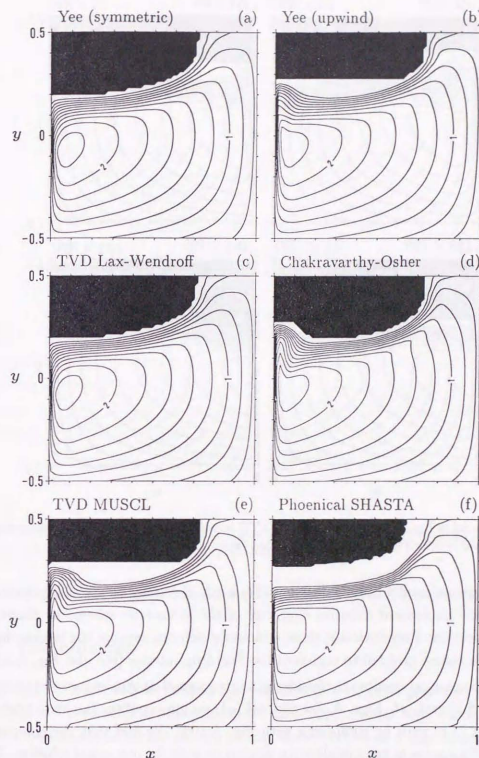 Yee (symmetric) (a)
Yee (upwind) (b)
0.5
y
0
-0.5
2
1
2
1
TVD Lax-Wendroff (c)
Chakravarthy-Osher (d)
0.5
y
0
-0.5
2
1
2
1
TVD MUSCL (e)
Phoenical SHASTA (f)
0.5
y
0
-0.5
2
1
2
1
0 x 1
0 x 1